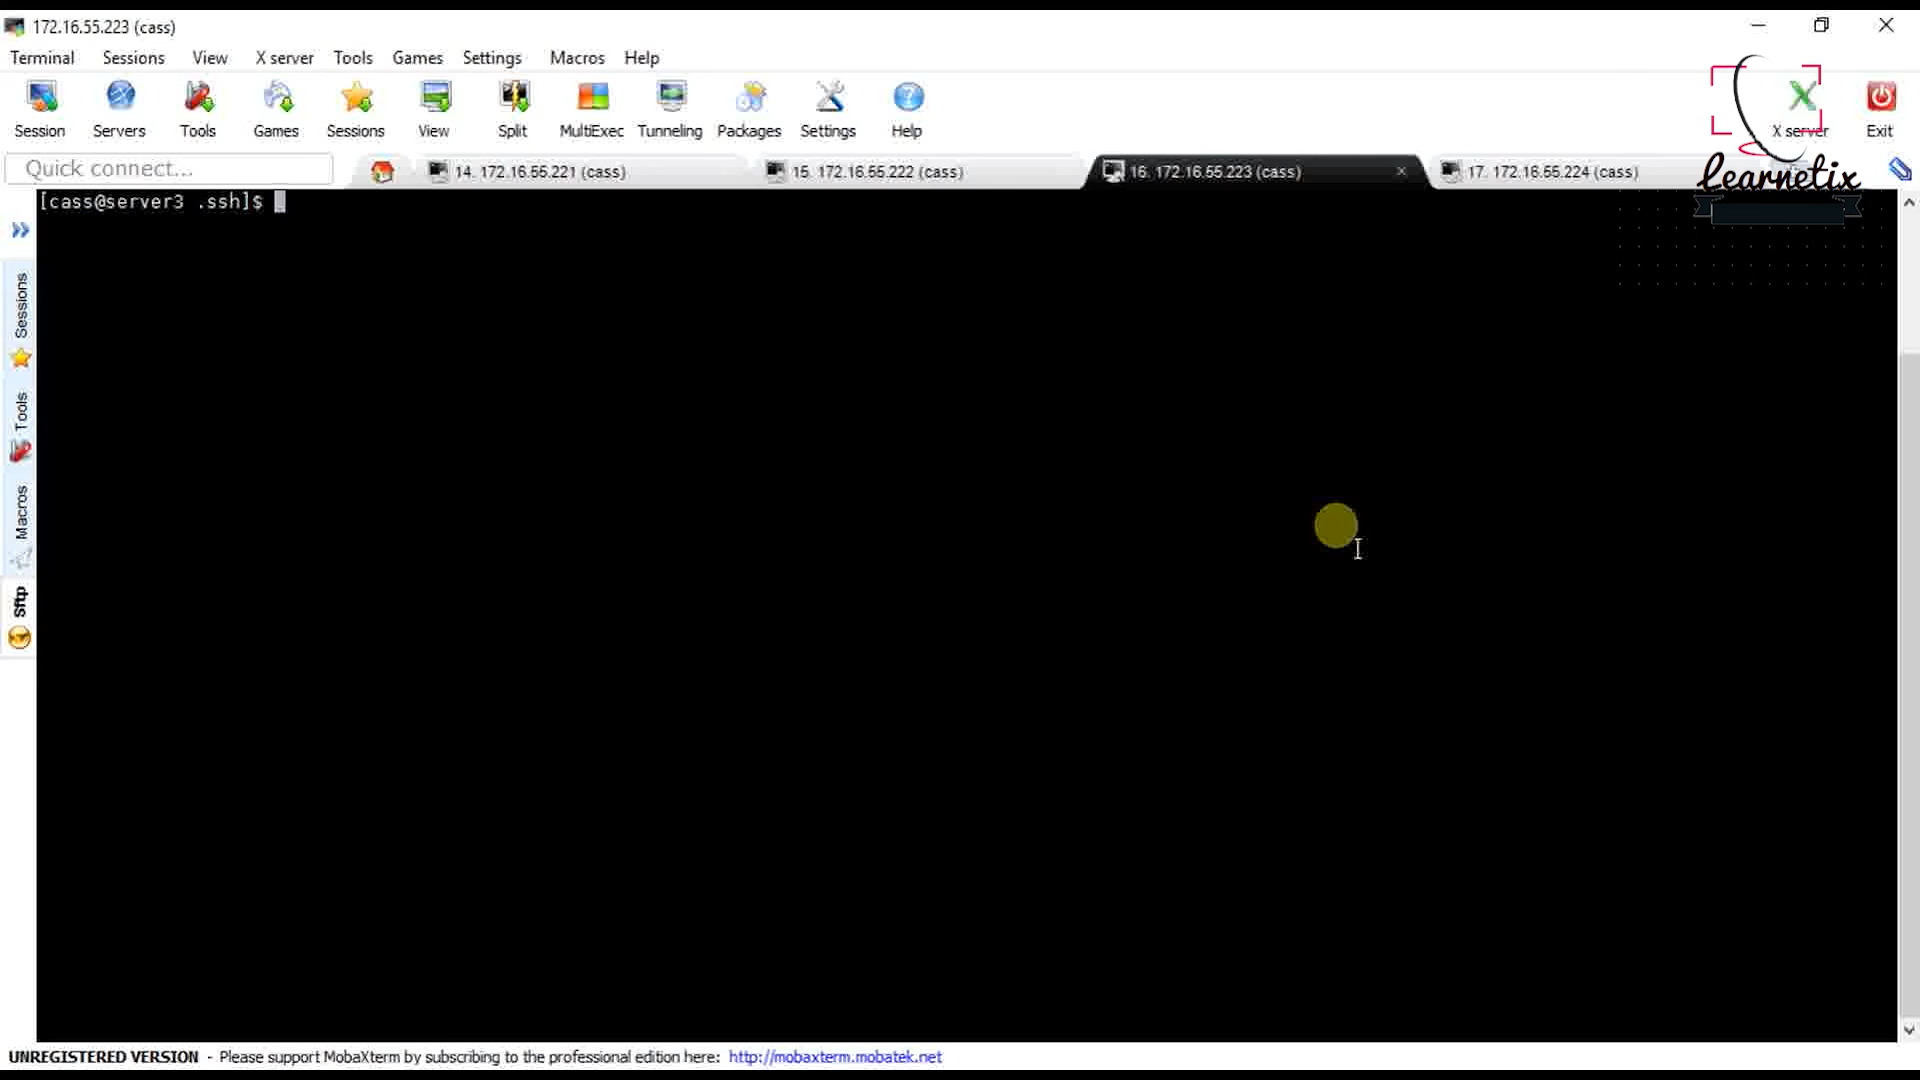 172.16.55.223 (cass)
Terminal Sessions View X server Tools Games Settings Macros Help
Session Servers Tools Games Sessions View Split MultiExec Tunneling Packages Settings Help X server Exit
Quick connect... 14. 172.16.55.221 (cass) 15. 172.16.55.222 (cass) 16. 172.16.55.223 (cass) 17. 172.16.55.224 (cass)
Learnetix
[cass@server3 .ssh]$
Sessions
Tools
Macros
Sftp
UNREGISTERED VERSION - Please support MobaXterm by subscribing to the professional edition here: http://mobaxterm.mobatek.net